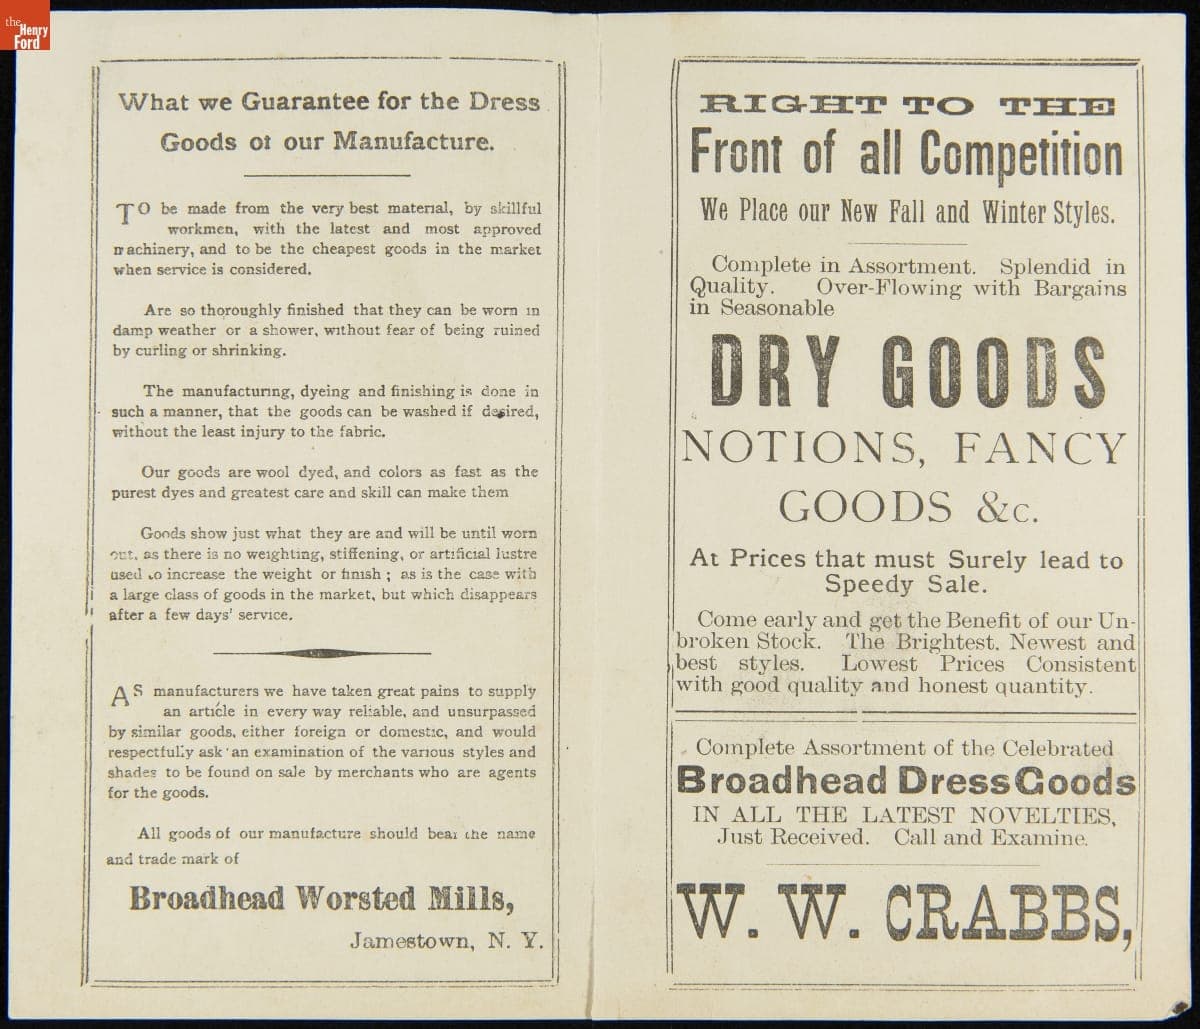 the
Henry
Ford
What we Guarantee for the Dress
Goods of our Manufacture.
TO be made from the very best material, by skillful
workmen, with the latest and most approved
machinery, and to be the cheapest goods in the market
when service is considered.
Are so thoroughly finished that they can be worn in
damp weather or a shower, without fear of being ruined
by curling or shrinking.
The manufacturing, dyeing and finishing is done in
such a manner, that the goods can be washed if desired,
without the least injury to the fabric.
Our goods are wool dyed, and colors as fast as the
purest dyes and greatest care and skill can make them
Goods show just what they are and will be until worn
out, as there is no weighting, stiffening, or artificial lustre
used to increase the weight or finish ; as is the case with
a large class of goods in the market, but which disappears
after a few days' service.
AS manufacturers we have taken great pains to supply
an article in every way reliable, and unsurpassed
by similar goods, either foreign or domestic, and would
respectfully ask an examination of the various styles and
shades to be found on sale by merchants who are agents
for the goods.
All goods of our manufacture should bear the name
and trade mark of
Broadhead Worsted Mills,
Jamestown, N. Y.
RIGHT TO THE
Front of all Competition
We Place our New Fall and Winter Styles.
Complete in Assortment. Splendid in
Quality. Over-Flowing with Bargains
in Seasonable
DRY GOODS
NOTIONS, FANCY
GOODS &c.
At Prices that must Surely lead to
Speedy Sale.
Come early and get the Benefit of our Un-
broken Stock. The Brightest, Newest and
best styles. Lowest Prices Consistent
with good quality and honest quantity.
Complete Assortment of the Celebrated
Broadhead Dress Goods
IN ALL THE LATEST NOVELTIES,
Just Received. Call and Examine.
W. W. CRABBS,